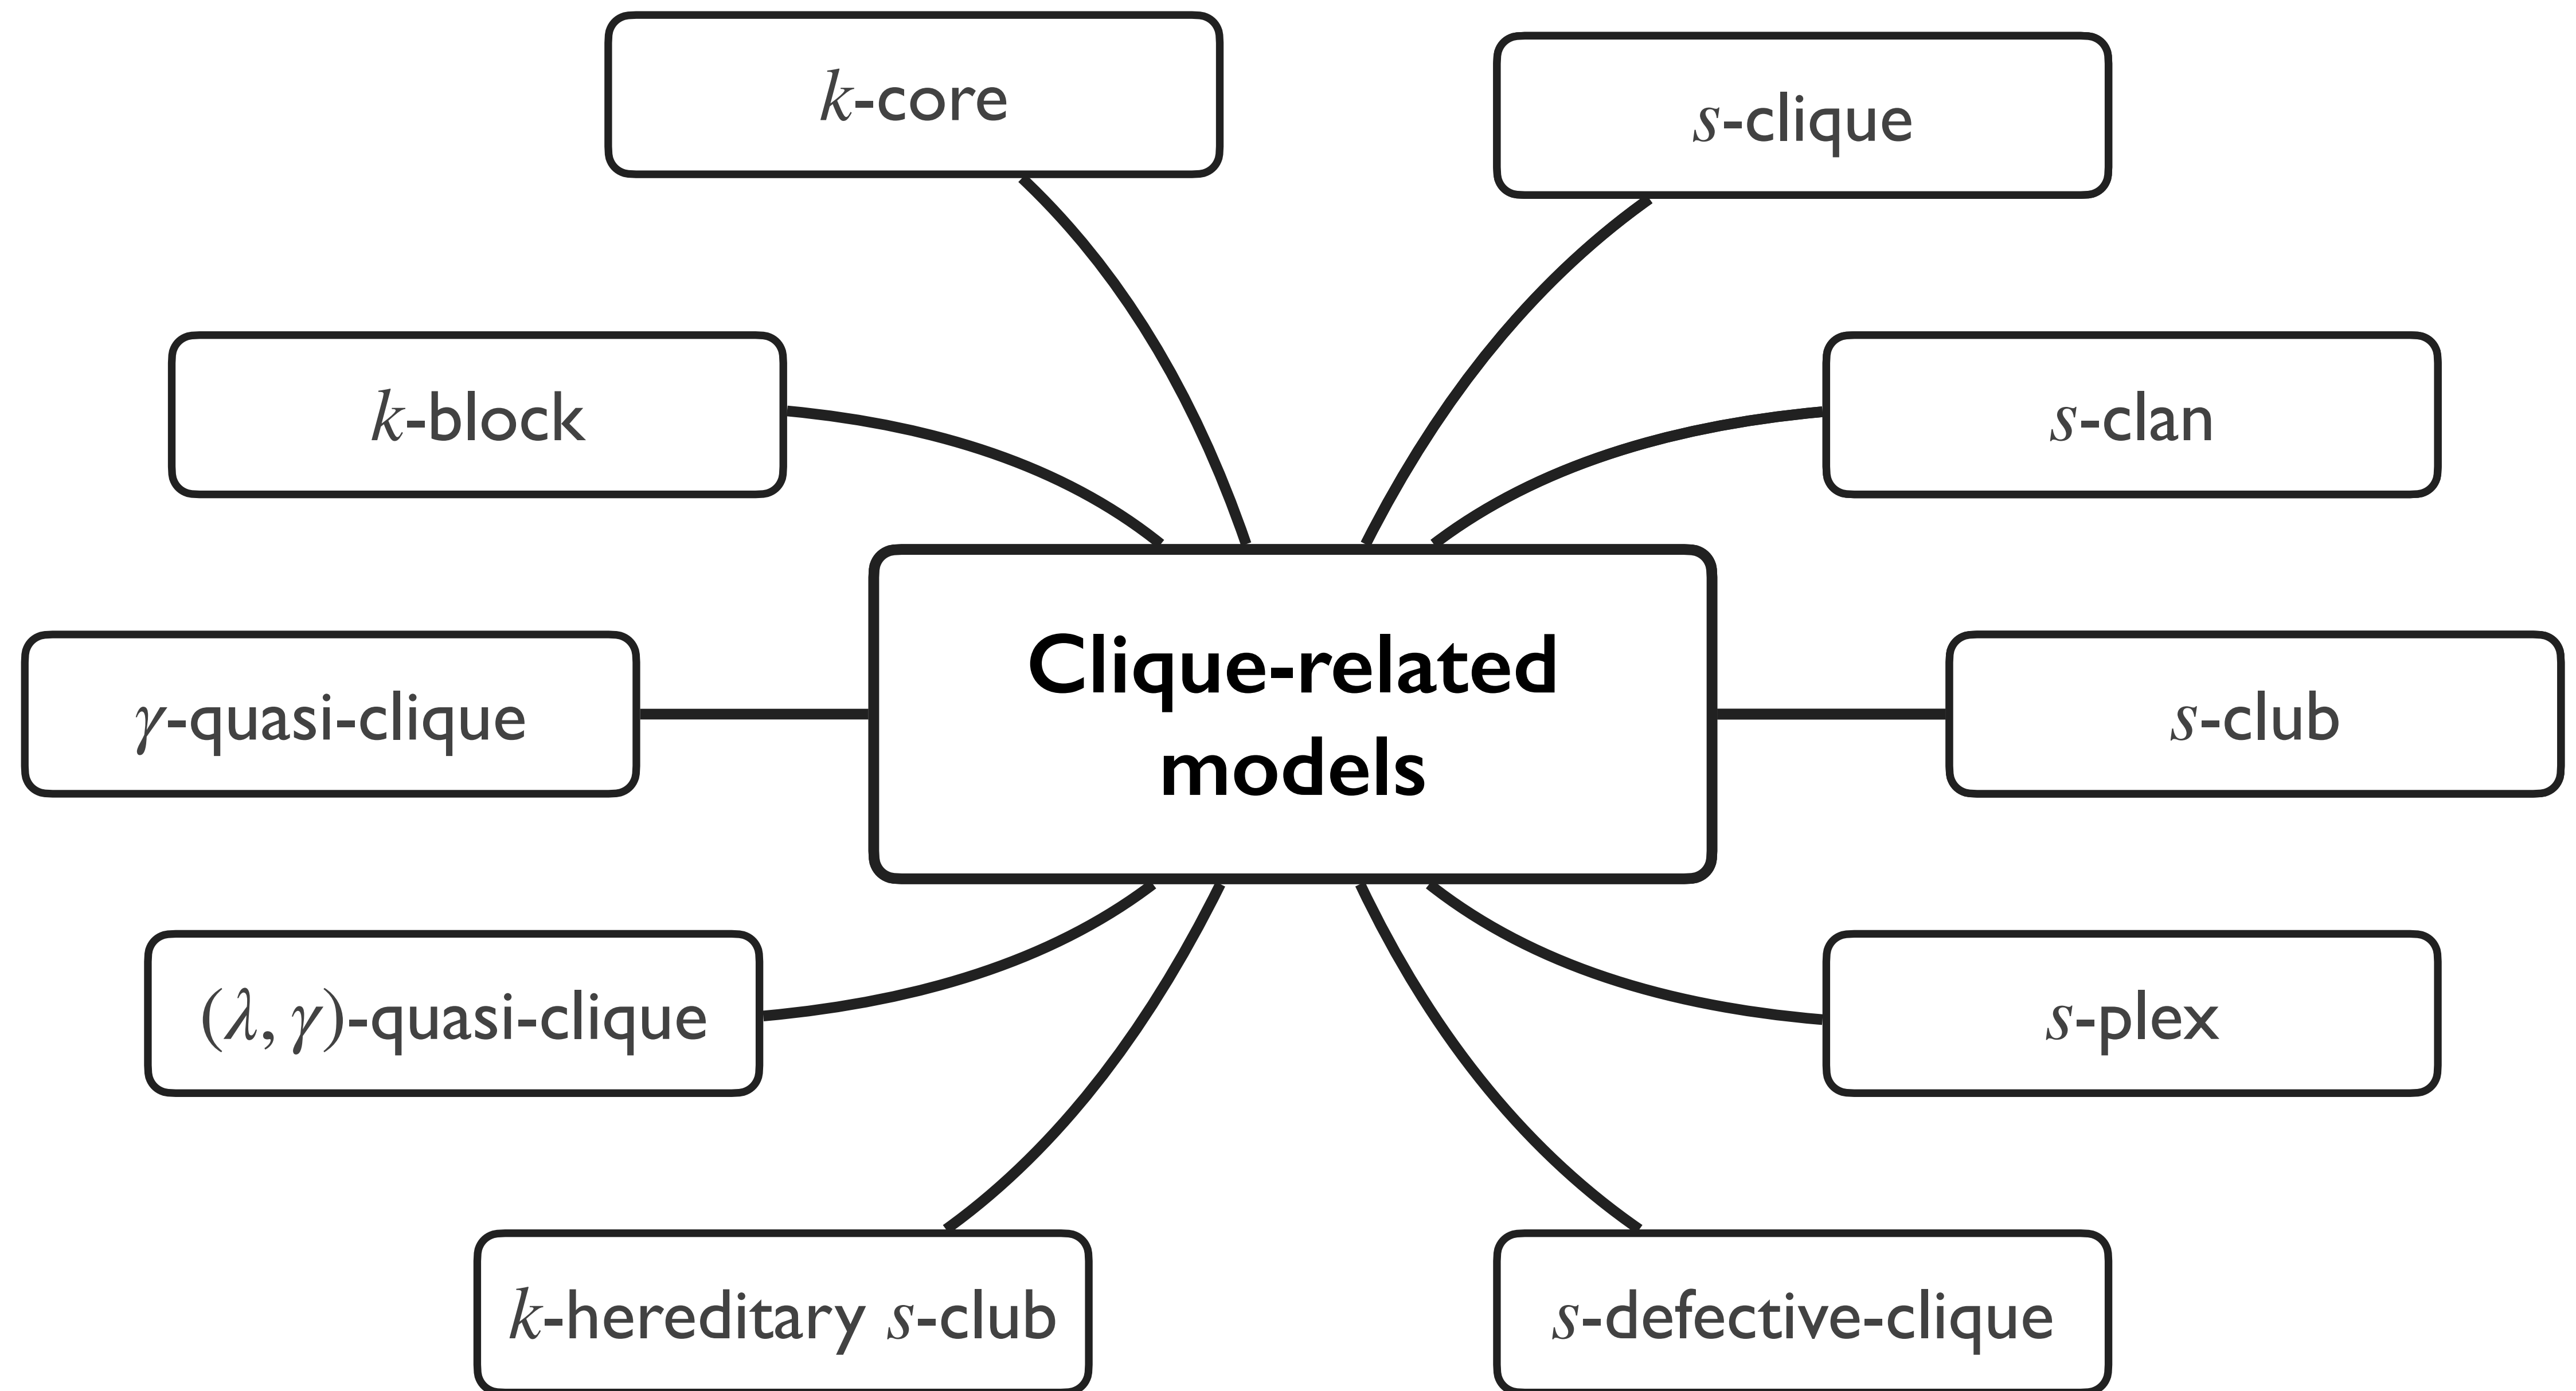 k-core
s-clique
k-block
s-clan
Clique-related
models
γ-quasi-clique
s-club
(λ, γ)-quasi-clique
s-plex
k-hereditary s-club
s-defective-clique